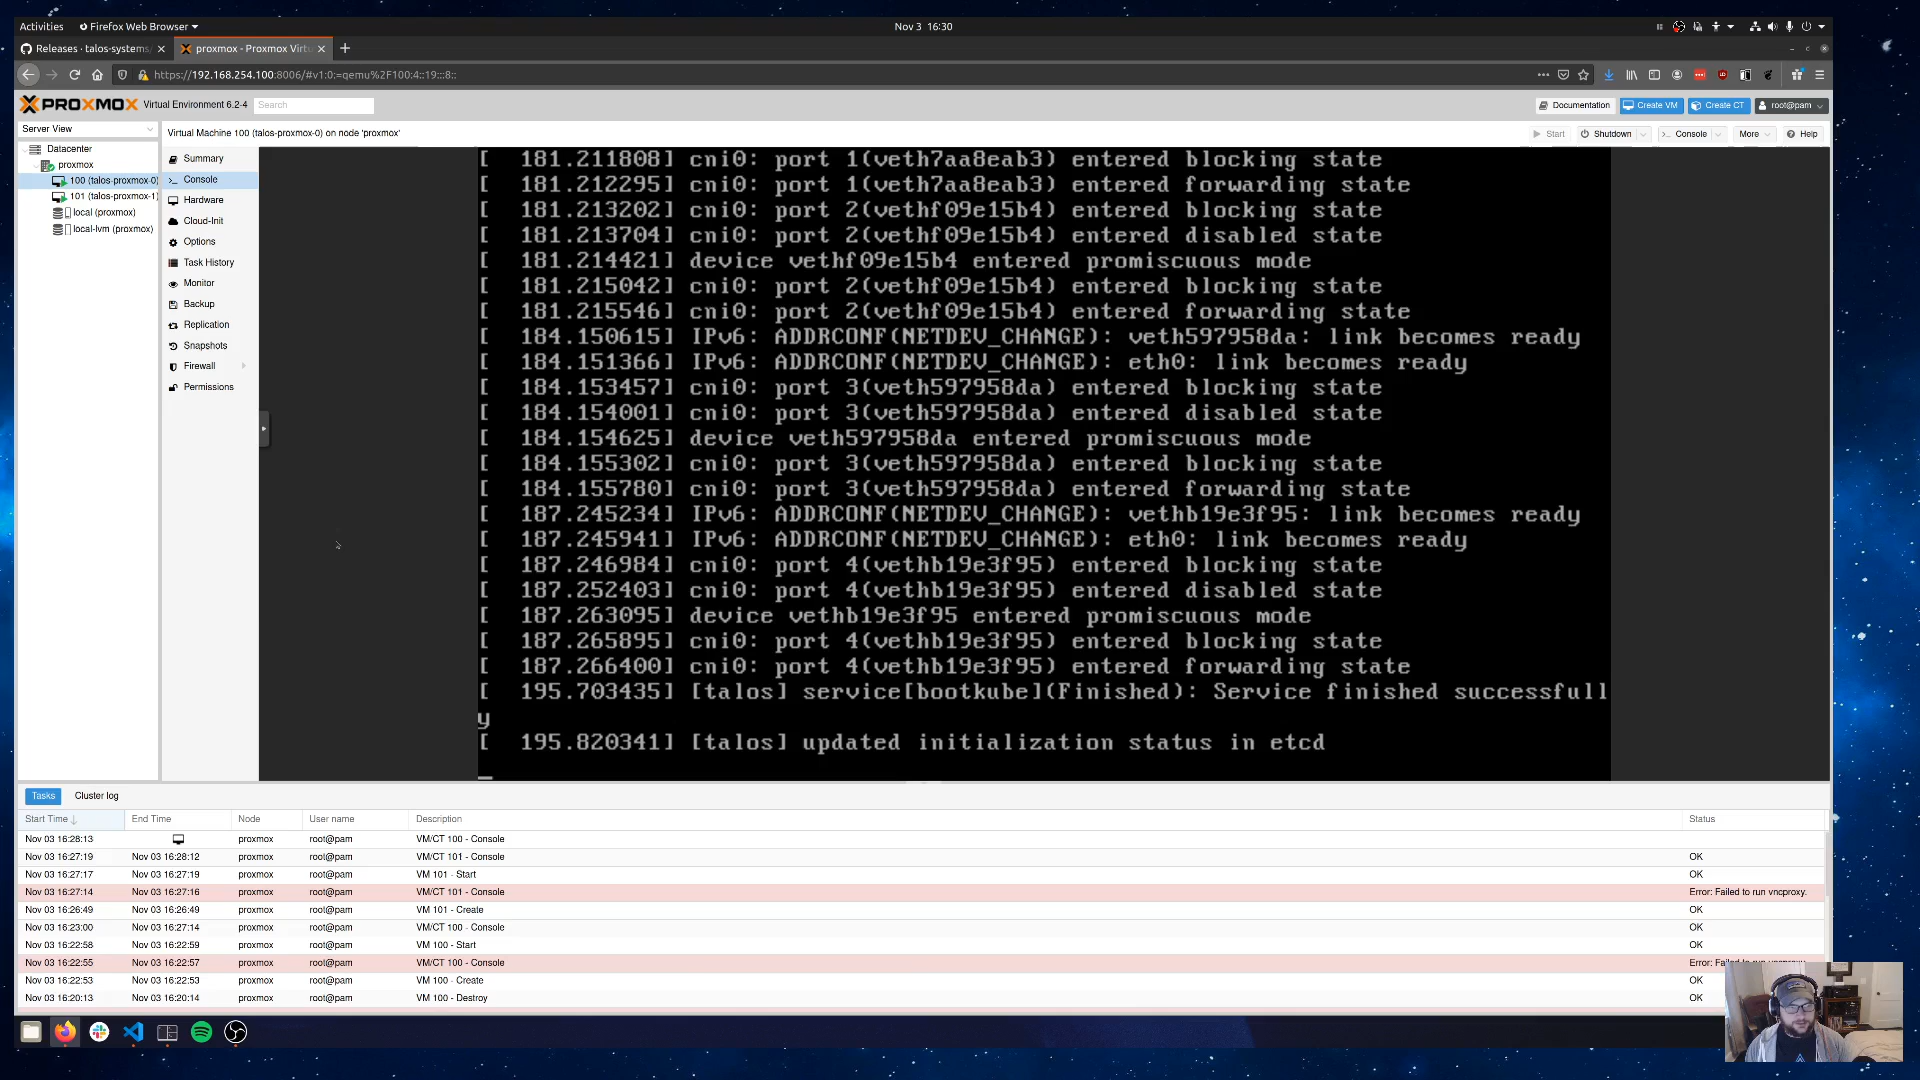 Activities
Firefox Web Browser
Nov 3 16:30
Releases · talos-systems/
proxmox - Proxmox Virtu
https://192.168.254.100:8006/#v1:0:=qemu%2F100:4::19:::8::
PROXMOX
Virtual Environment 6.2-4
Search
Documentation
Create VM
Create CT
root@pam
Server View
Virtual Machine 100 (talos-proxmox-0) on node 'proxmox'
Start
Shutdown
Console
More
Help
Datacenter
proxmox
100 (talos-proxmox-0)
101 (talos-proxmox-1)
local (proxmox)
local-lvm (proxmox)
Summary
Console
Hardware
Cloud-Init
Options
Task History
Monitor
Backup
Replication
Snapshots
Firewall
Permissions
[ 181.211808] cni0: port 1(veth7aa8eab3) entered blocking state
[ 181.212295] cni0: port 1(veth7aa8eab3) entered forwarding state
[ 181.213202] cni0: port 2(vethf09e15b4) entered blocking state
[ 181.213704] cni0: port 2(vethf09e15b4) entered disabled state
[ 181.214421] device vethf09e15b4 entered promiscuous mode
[ 181.215042] cni0: port 2(vethf09e15b4) entered blocking state
[ 181.215546] cni0: port 2(vethf09e15b4) entered forwarding state
[ 184.150615] IPv6: ADDRCONF(NETDEV_CHANGE): veth597958da: link becomes ready
[ 184.151366] IPv6: ADDRCONF(NETDEV_CHANGE): eth0: link becomes ready
[ 184.153457] cni0: port 3(veth597958da) entered blocking state
[ 184.154001] cni0: port 3(veth597958da) entered disabled state
[ 184.154625] device veth597958da entered promiscuous mode
[ 184.155302] cni0: port 3(veth597958da) entered blocking state
[ 184.155780] cni0: port 3(veth597958da) entered forwarding state
[ 187.245234] IPv6: ADDRCONF(NETDEV_CHANGE): vethb19e3f95: link becomes ready
[ 187.245941] IPv6: ADDRCONF(NETDEV_CHANGE): eth0: link becomes ready
[ 187.246984] cni0: port 4(vethb19e3f95) entered blocking state
[ 187.252403] cni0: port 4(vethb19e3f95) entered disabled state
[ 187.263095] device vethb19e3f95 entered promiscuous mode
[ 187.265895] cni0: port 4(vethb19e3f95) entered blocking state
[ 187.266400] cni0: port 4(vethb19e3f95) entered forwarding state
[ 195.703435] [talos] service[bootkube](Finished): Service finished successfull
y
[ 195.820341] [talos] updated initialization status in etcd
Tasks
Cluster log
Start Time End Time Node User name Description Status
Nov 03 16:28:13 proxmox root@pam VM/CT 100 - Console
Nov 03 16:27:19 Nov 03 16:28:12 proxmox root@pam VM/CT 101 - Console OK
Nov 03 16:27:17 Nov 03 16:27:19 proxmox root@pam VM 101 - Start OK
Nov 03 16:27:14 Nov 03 16:27:16 proxmox root@pam VM/CT 101 - Console Error: Failed to run vncproxy.
Nov 03 16:26:49 Nov 03 16:26:49 proxmox root@pam VM 101 - Create OK
Nov 03 16:23:00 Nov 03 16:27:14 proxmox root@pam VM/CT 100 - Console OK
Nov 03 16:22:58 Nov 03 16:22:59 proxmox root@pam VM 100 - Start OK
Nov 03 16:22:55 Nov 03 16:22:57 proxmox root@pam VM/CT 100 - Console Error:
Nov 03 16:22:53 Nov 03 16:22:53 proxmox root@pam VM 100 - Create OK
Nov 03 16:20:13 Nov 03 16:20:14 proxmox root@pam VM 100 - Destroy OK